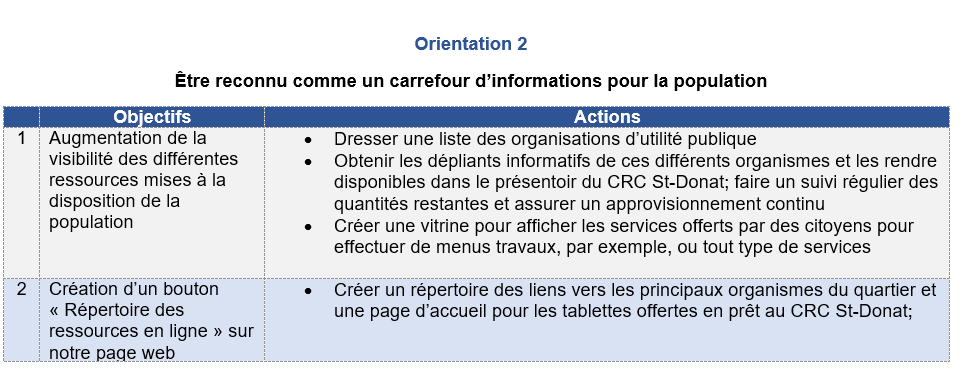 Orientation 2
Être reconnu comme un carrefour d’informations pour la population
Objectifs Actions
1 Augmentation de la visibilité des différentes ressources mises à la disposition de la population
• Dresser une liste des organisations d’utilité publique
• Obtenir les dépliants informatifs de ces différents organismes et les rendre
disponibles dans le présentoir du CRC St-Donat; faire un suivi régulier des
quantités restantes et assurer un approvisionnement continu
• Créer une vitrine pour afficher les services offerts par des citoyens pour
effectuer de menus travaux, par exemple, ou tout type de services
2 Création d’un bouton
« Répertoire des
ressources en ligne » sur
notre page web
• Créer un répertoire des liens vers les principaux organismes du quartier et
une page d’accueil pour les tablettes offertes en prêt au CRC St-Donat;